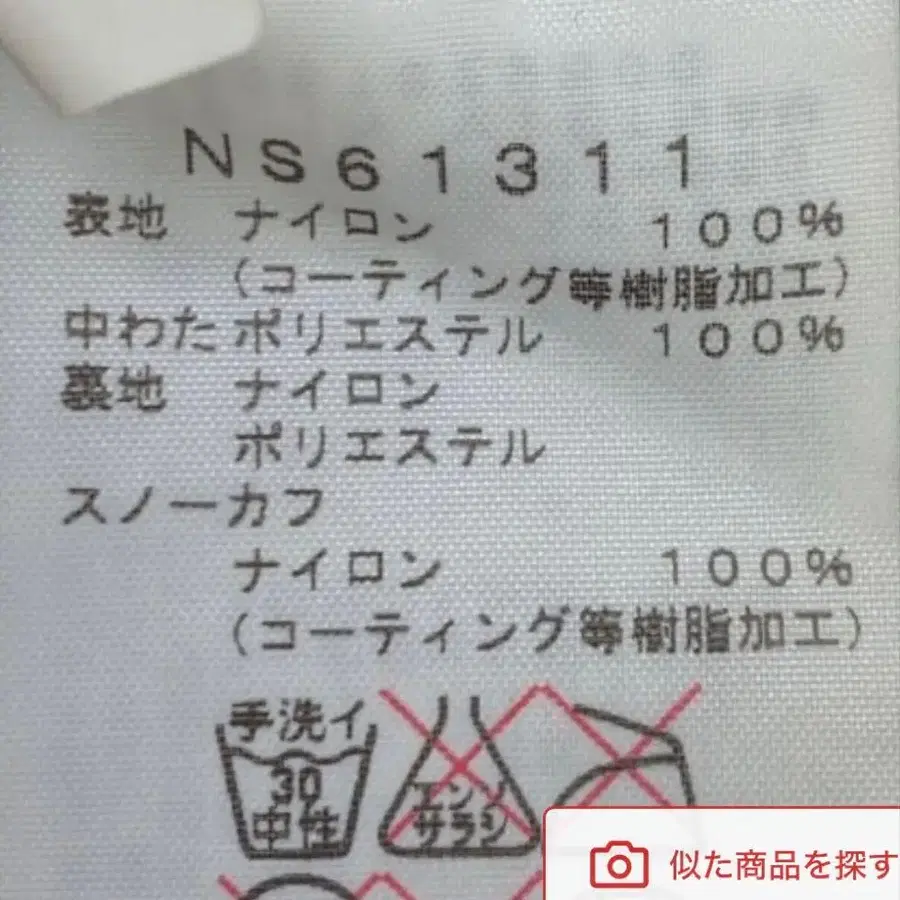 NS61311
表地 ナイロン 100%
(コーティング等樹脂加工)
中わた ポリエステル 100%
裏地 ナイロン
ポリエステル
スノーカフ
ナイロン 100%
(コーティング等樹脂加工)
手洗イ
30
中性
エンソ
サラシ
似た商品を探す